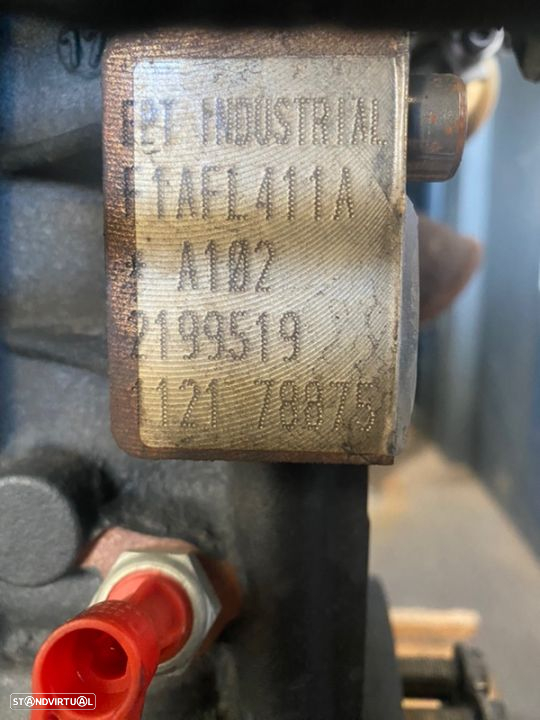 FPT INDUSTRIAL
F1AFL411A
* A102
2199519
1121 78875
STANDVIRTUAL